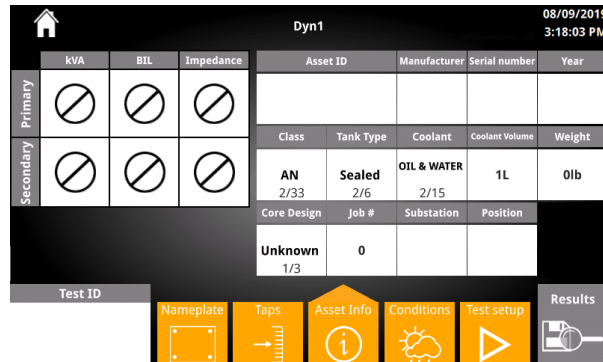 Dyn1
08/09/2019
3:18:03 PM
kVA BIL Impedance
Asset ID Manufacturer Serial number Year
Primary
Class Tank Type Coolant Coolant Volume Weight
Secondary
AN Sealed OIL & WATER 1L 0lb
2/33 2/6 2/15
Core Design Job # Substation Position
Unknown 0
1/3
Test ID
Nameplate Taps Asset Info Conditions Test setup Results